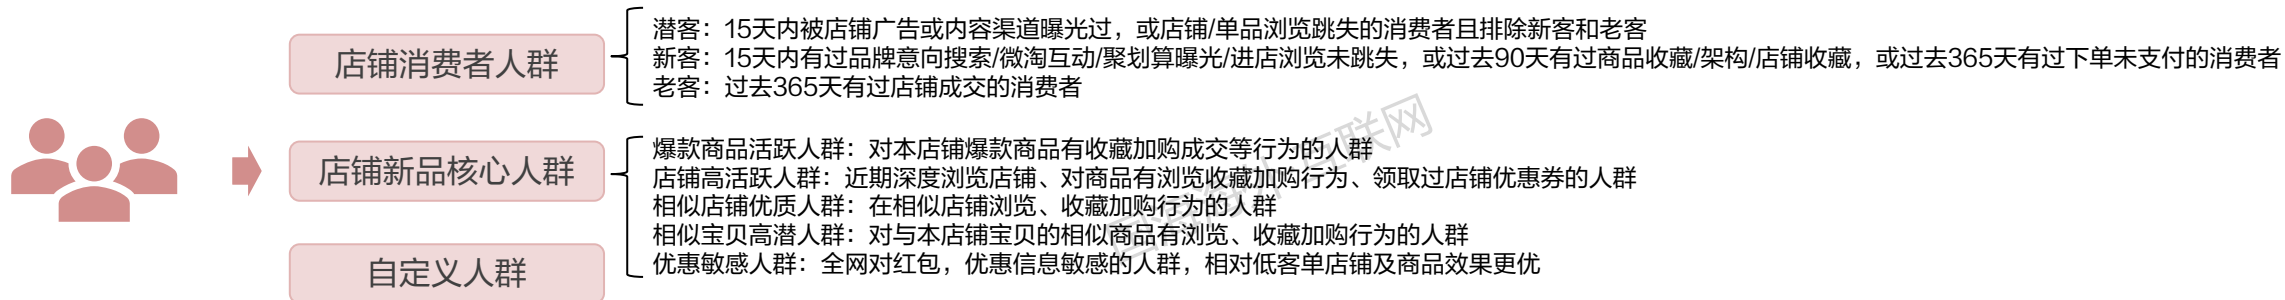 店铺消费者人群
潜客：15天内被店铺广告或内容渠道曝光过，或店铺/单品浏览跳失的消费者且排除新客和老客
新客：15天内有过品牌意向搜索/微淘互动/聚划算曝光/进店浏览未跳失，或过去90天有过商品收藏/架构/店铺收藏，或过去365天有过下单未支付的消费者
老客：过去365天有过店铺成交的消费者
店铺新品核心人群
爆款商品活跃人群：对本店铺爆款商品有收藏加购成交等行为的人群
店铺高活跃人群：近期深度浏览店铺、对商品有浏览收藏加购行为、领取过店铺优惠券的人群
相似店铺优质人群：在相似店铺浏览、收藏加购行为的人群
相似宝贝高潜人群：对与本店铺宝贝的相似商品有浏览、收藏加购行为的人群
优惠敏感人群：全网对红包，优惠信息敏感的人群，相对低客单店铺及商品效果更优
自定义人群